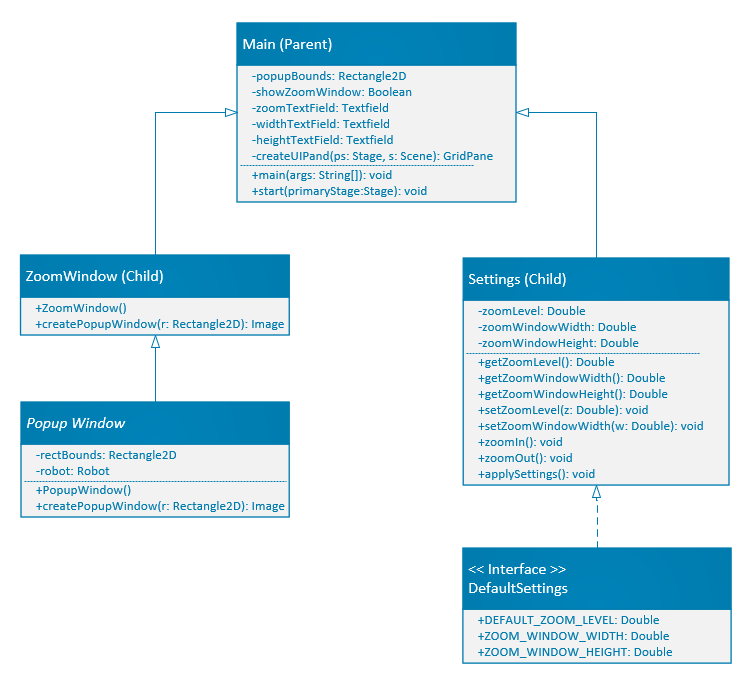 Main (Parent)
-popupBounds: Rectangle2D
-showZoomWindow: Boolean
-zoomTextField: Textfield
-widthTextField: Textfield
-heightTextField: Textfield
-createUIPand(ps: Stage, s: Scene): GridPane
+main(args: String[]): void
+start(primaryStage:Stage): void
ZoomWindow (Child)
+ZoomWindow()
+createPopupWindow(r: Rectangle2D): Image
Popup Window
-rectBounds: Rectangle2D
-robot: Robot
+PopupWindow()
+createPopupWindow(r: Rectangle2D): Image
Settings (Child)
-zoomLevel: Double
-zoomWindowWidth: Double
-zoomWindowHeight: Double
+getZoomLevel(): Double
+getZoomWindowWidth(): Double
+getZoomWindowHeight(): Double
+setZoomLevel(z: Double): void
+setZoomWindowWidth(w: Double): void
+zoomIn(): void
+zoomOut(): void
+applySettings(): void
<< Interface >>
DefaultSettings
+DEFAULT_ZOOM_LEVEL: Double
+ZOOM_WINDOW_WIDTH: Double
+ZOOM_WINDOW_HEIGHT: Double